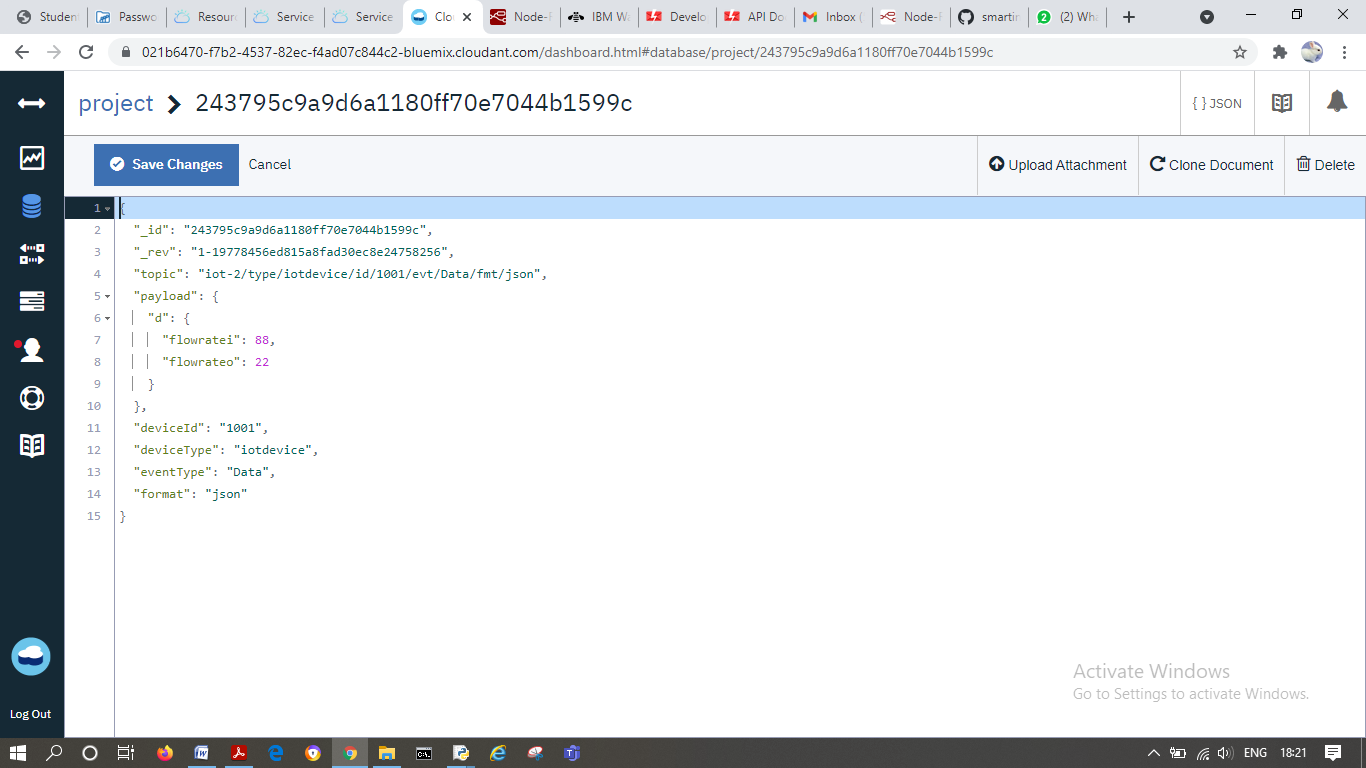 Student
Passwo
Resour
Service
Service
Clo
Node-R
IBM Wa
Develo
API Do
Inbox (
Node-R
smartin
(2) Wha
021b6470-f7b2-4537-82ec-f4ad07c844c2-bluemix.cloudant.com/dashboard.html#database/project/243795c9a9d6a1180ff70e7044b1599c
project > 243795c9a9d6a1180ff70e7044b1599c
{ } JSON
Save Changes
Cancel
Upload Attachment
Clone Document
Delete
1 {
2 "_id": "243795c9a9d6a1180ff70e7044b1599c",
3 "_rev": "1-19778456ed815a8fad30ec8e24758256",
4 "topic": "iot-2/type/iotdevice/id/1001/evt/Data/fmt/json",
5 "payload": {
6 "d": {
7 "flowratei": 88,
8 "flowrateo": 22
9 }
10 },
11 "deviceId": "1001",
12 "deviceType": "iotdevice",
13 "eventType": "Data",
14 "format": "json"
15 }
Activate Windows
Go to Settings to activate Windows.
Log Out
ENG
18:21